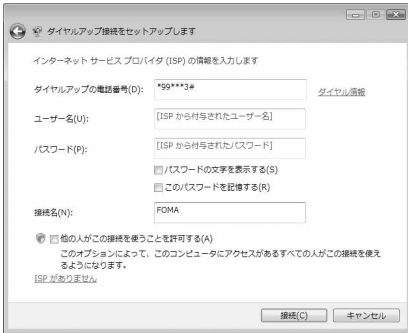 ダイヤルアップ接続をセットアップします
インターネット サービス プロバイダ (ISP) の情報を入力します
ダイヤルアップの電話番号(D): *99***3# ダイヤル情報
ユーザー名(U): [ISP から付与されたユーザー名]
パスワード(P): [ISP から付与されたパスワード]
パスワードの文字を表示する(S)
このパスワードを記憶する(R)
接続名(N): FOMA
他の人がこの接続を使うことを許可する(A)
このオプションによって、このコンピュータにアクセスがあるすべての人がこの接続を使え
るようになります。
ISP がありません
接続(C) キャンセル